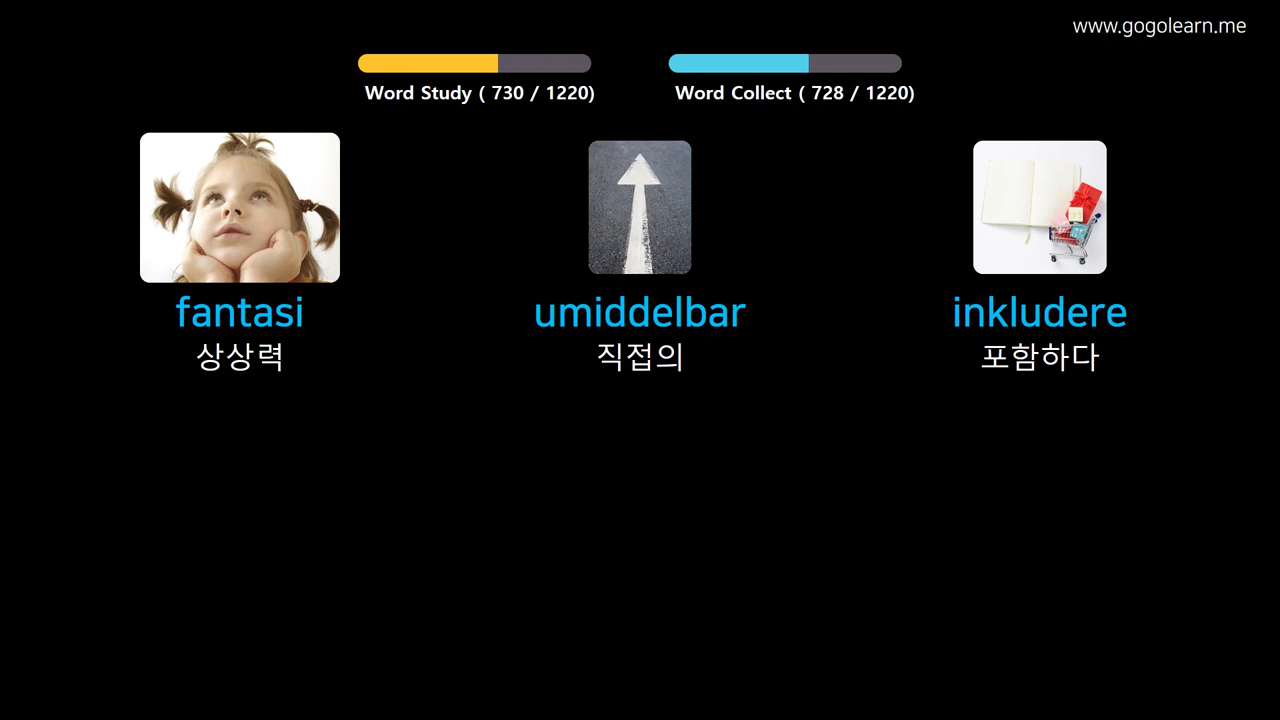 www.gogolearn.me
Word Study ( 730 / 1220)
Word Collect ( 728 / 1220)
fantasi
상상력
umiddelbar
직접의
inkludere
포함하다